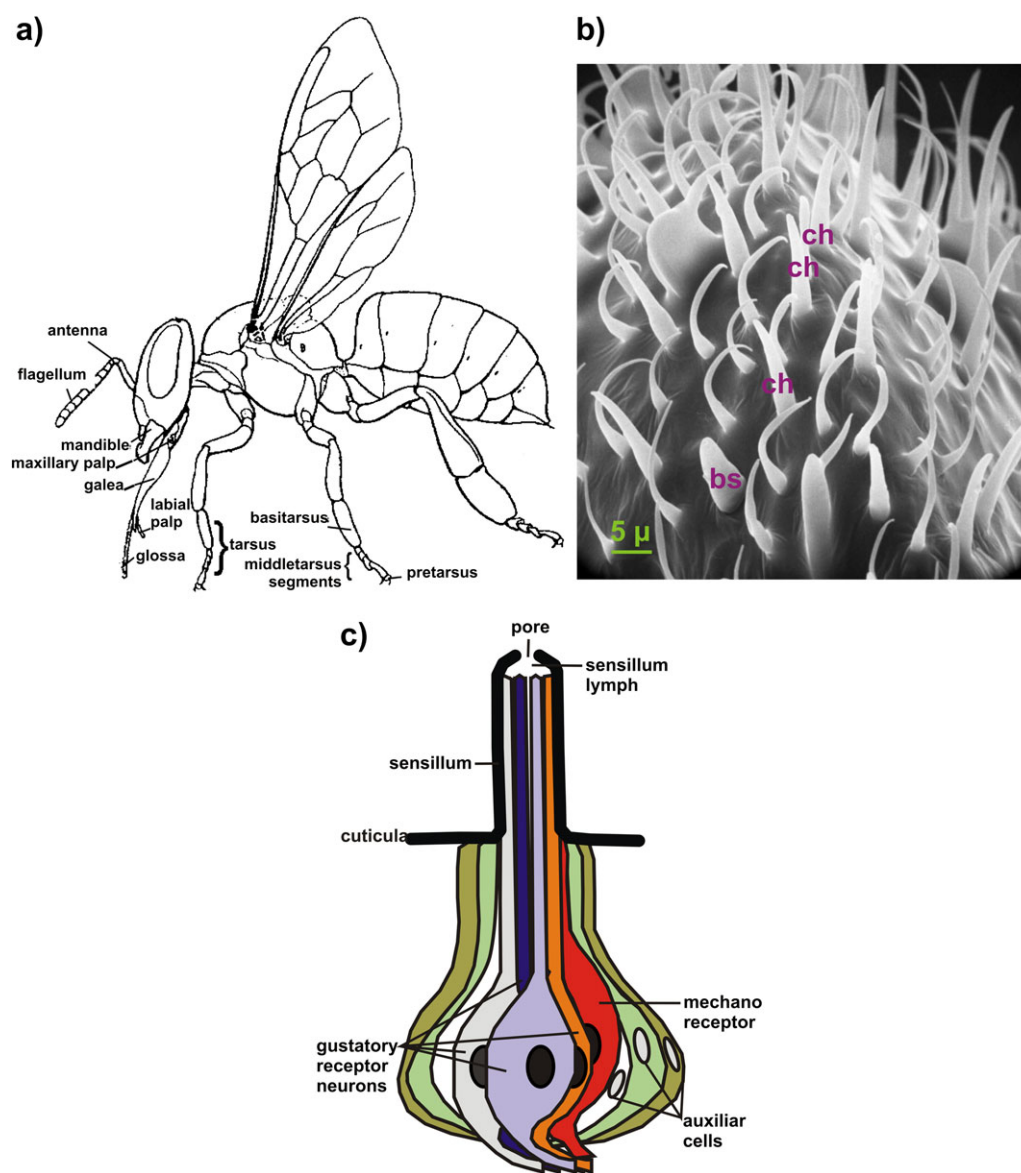 a)
antenna
flagellum
mandible
maxillary palp
galea
labial
palp
glossa
tarsus
basitarsus
middletarsus
segments
pretarsus
b)
ch
ch
ch
bs
5 µ
c)
pore
sensillum
lymph
sensillum
cuticula
mechano
receptor
gustatory
receptor
neurons
auxiliar
cells